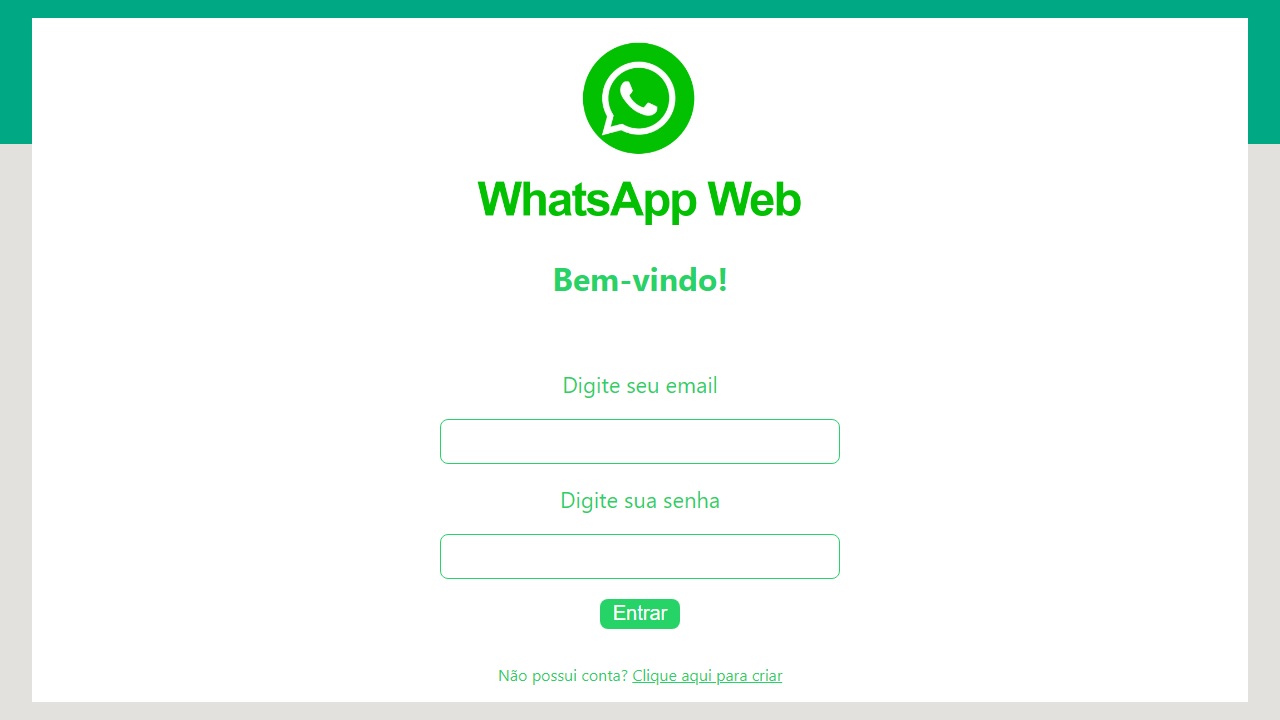 WhatsApp Web
Bem-vindo!
Digite seu email
Digite sua senha
Entrar
Não possui conta? Clique aqui para criar